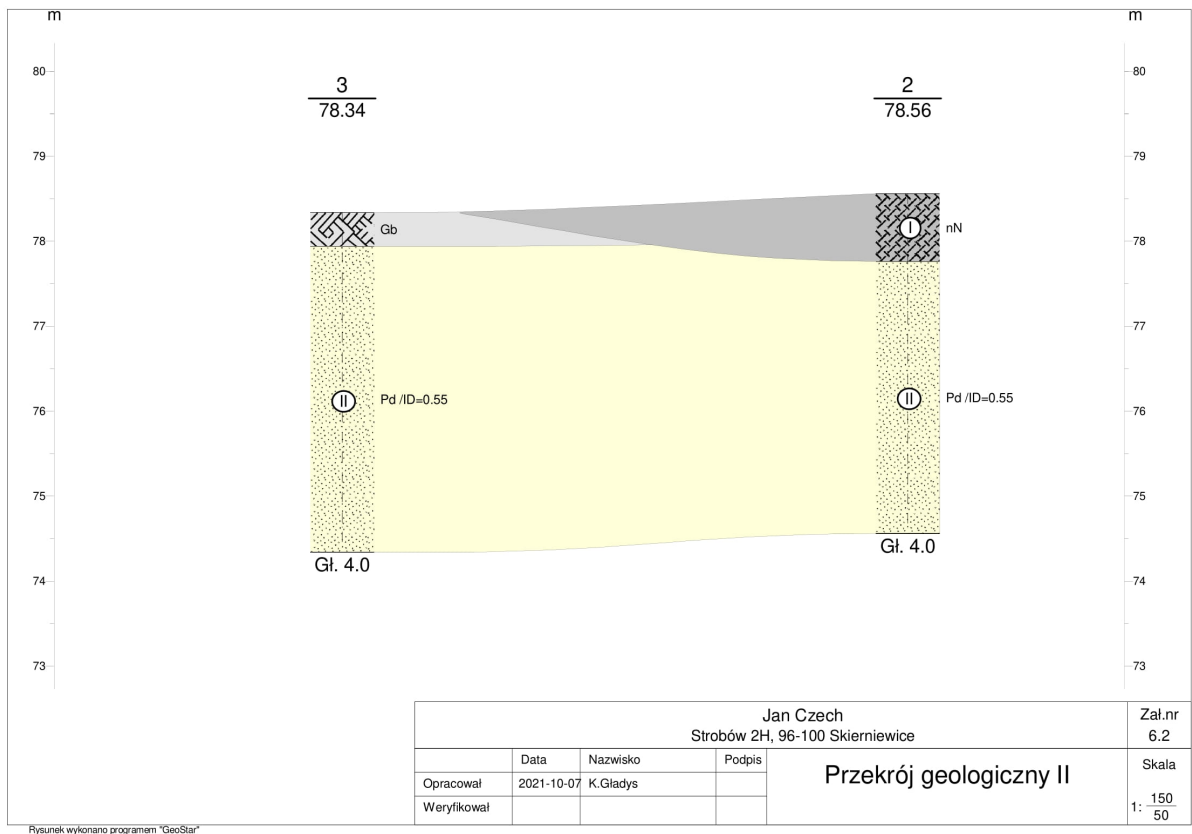 m m
80 80
3 2
78.34 78.56
79 79
Gb I nN
78 78
77 77
II Pd /ID=0.55 II Pd /ID=0.55
76 76
75 75
Gł. 4.0 Gł. 4.0
74 74
73 73
Jan Czech Zał.nr
Strobów 2H, 96-100 Skierniewice 6.2
Data Nazwisko Podpis Przekrój geologiczny II Skala
Opracował 2021-10-07 K.Gładys
Weryfikował 1: 150
50
Rysunek wykonano programem "GeoStar"